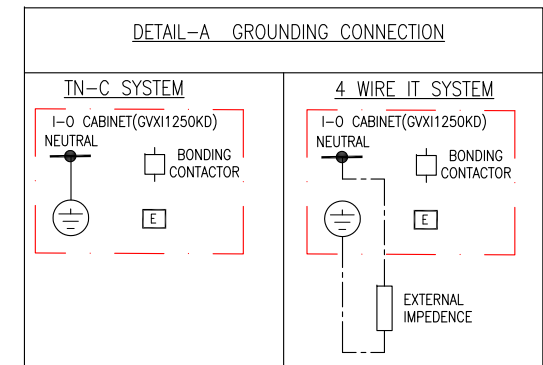 DETAIL-A GROUNDING CONNECTION
TN-C SYSTEM
I-O CABINET(GVXI1250KD)
NEUTRAL
BONDING
CONTACTOR
E
4 WIRE IT SYSTEM
I-O CABINET(GVXI1250KD)
NEUTRAL
BONDING
CONTACTOR
E
EXTERNAL
IMPEDENCE